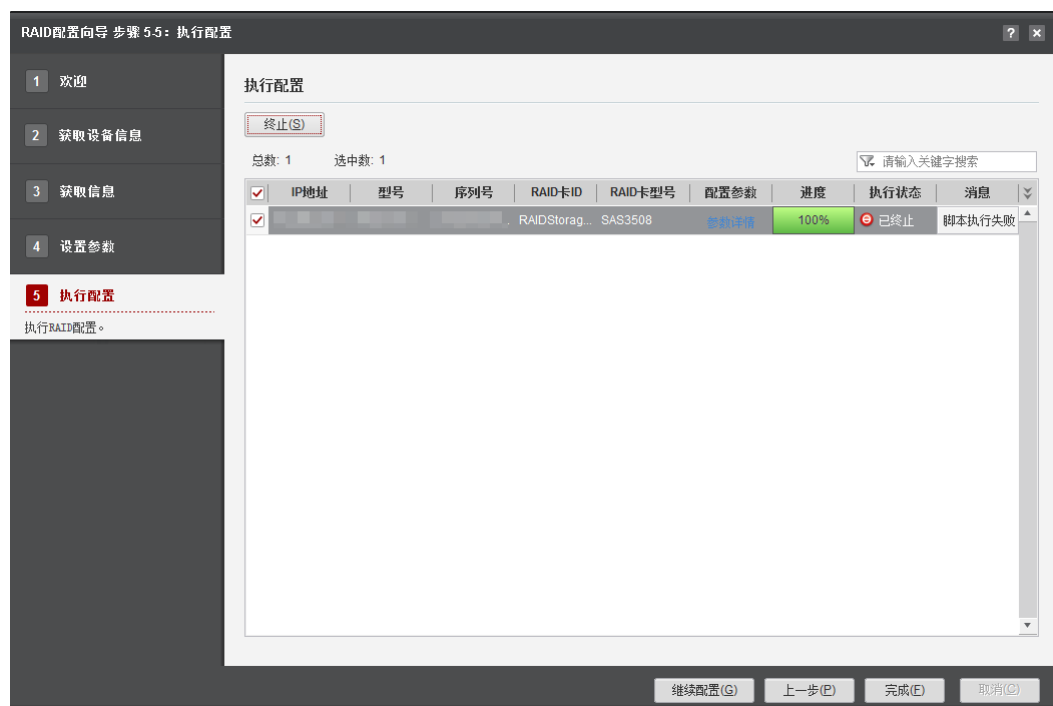 RAID配置向导 步骤 5-5：执行配置
1 欢迎
2 获取设备信息
3 获取信息
4 设置参数
5 执行配置
执行RAID配置。
执行配置
终止(S)
总数: 1 选中数: 1 请输入关键字搜索
IP地址 型号 序列号 RAID卡ID RAID卡型号 配置参数 进度 执行状态 消息
RAIDStorag... SAS3508 参数详情 100% 已终止 脚本执行失败
继续配置(G) 上一步(P) 完成(F) 取消(C)